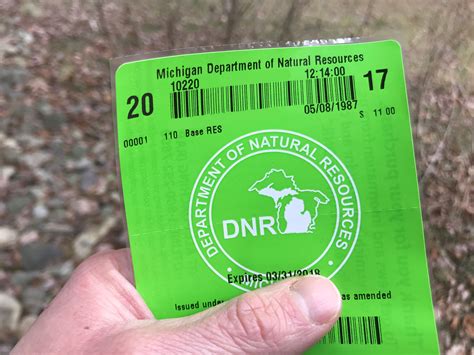 Michigan Department of Natural Resources
10220 12:14:00
20 17
05/08/1987
00001 110 Base RES $ 11 00
DEPARTMENT OF NATURAL RESOURCES
DNR
Expires 03/31/2018
Issued under as amended